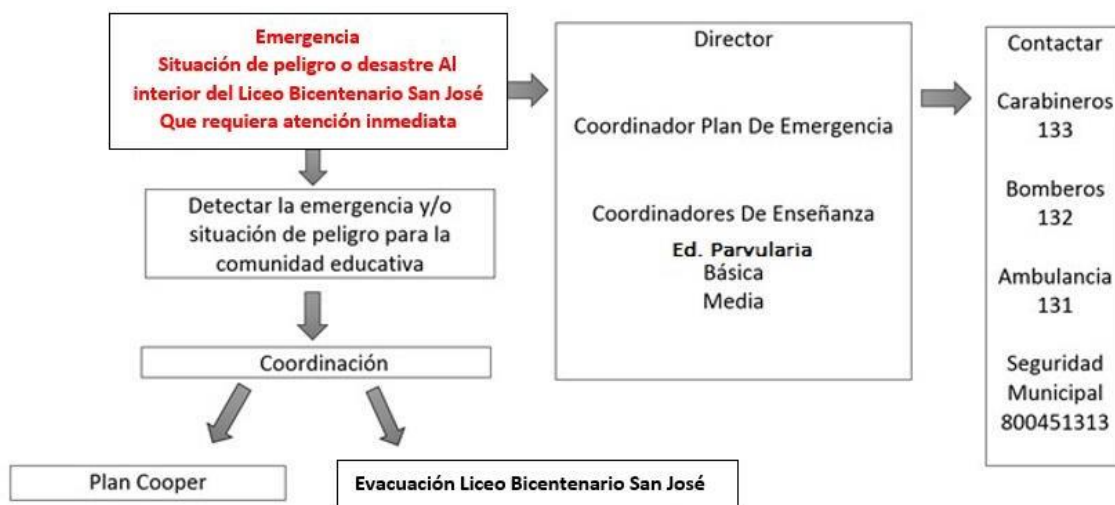 Emergencia
Situación de peligro o desastre Al
interior del Liceo Bicentenario San José
Que requiera atención inmediata
Detectar la emergencia y/o
situación de peligro para la
comunidad educativa
Coordinación
Plan Cooper
Evacuación Liceo Bicentenario San José
Director
Coordinador Plan De Emergencia
Coordinadores De Enseñanza
Ed. Parvularia
Básica
Media
Contactar
Carabineros
133
Bomberos
132
Ambulancia
131
Seguridad
Municipal
800451313